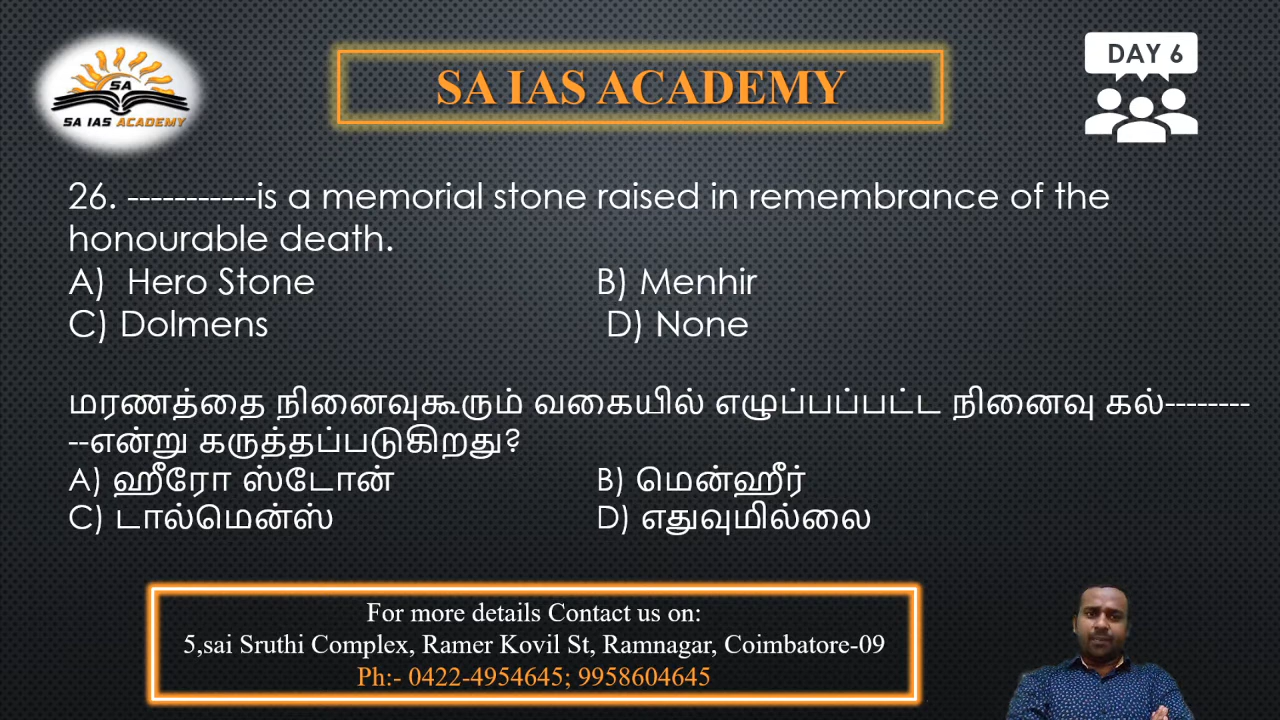 SA
SA IAS ACADEMY
SA IAS ACADEMY
DAY 6
26. -----------is a memorial stone raised in remembrance of the
honourable death.
A) Hero Stone B) Menhir
C) Dolmens D) None
மரணத்தை நினைவுகூரும் வகையில் எழுப்பப்பட்ட நினைவு கல்--------
--என்று கருத்தப்படுகிறது?
A) ஹீரோ ஸ்டோன் B) மென்ஹீர்
C) டால்மென்ஸ் D) எதுவுமில்லை
For more details Contact us on:
5,sai Sruthi Complex, Ramer Kovil St, Ramnagar, Coimbatore-09
Ph:- 0422-4954645; 9958604645